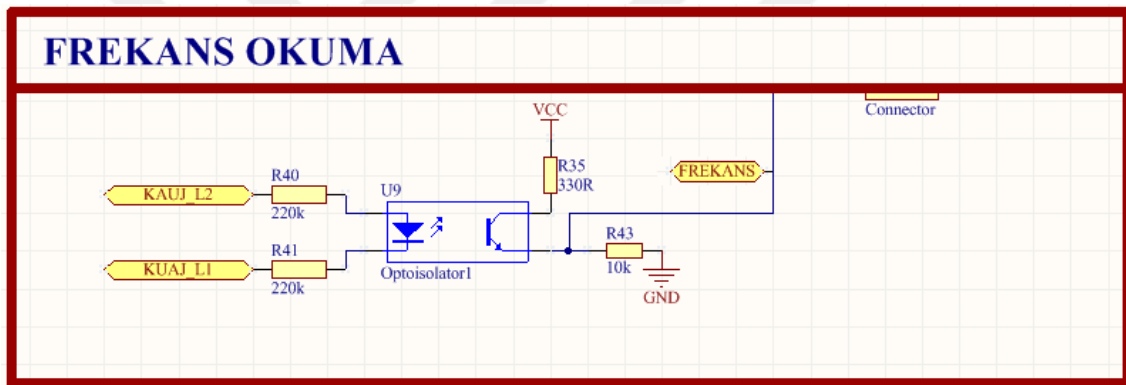 FREKANS OKUMA
Connector
VCC
R35
330R
FREKANS
R40
KAUJ_L2
220k
U9
R41
KUAJ_L1
220k
Optoisolator1
R43
10k
GND